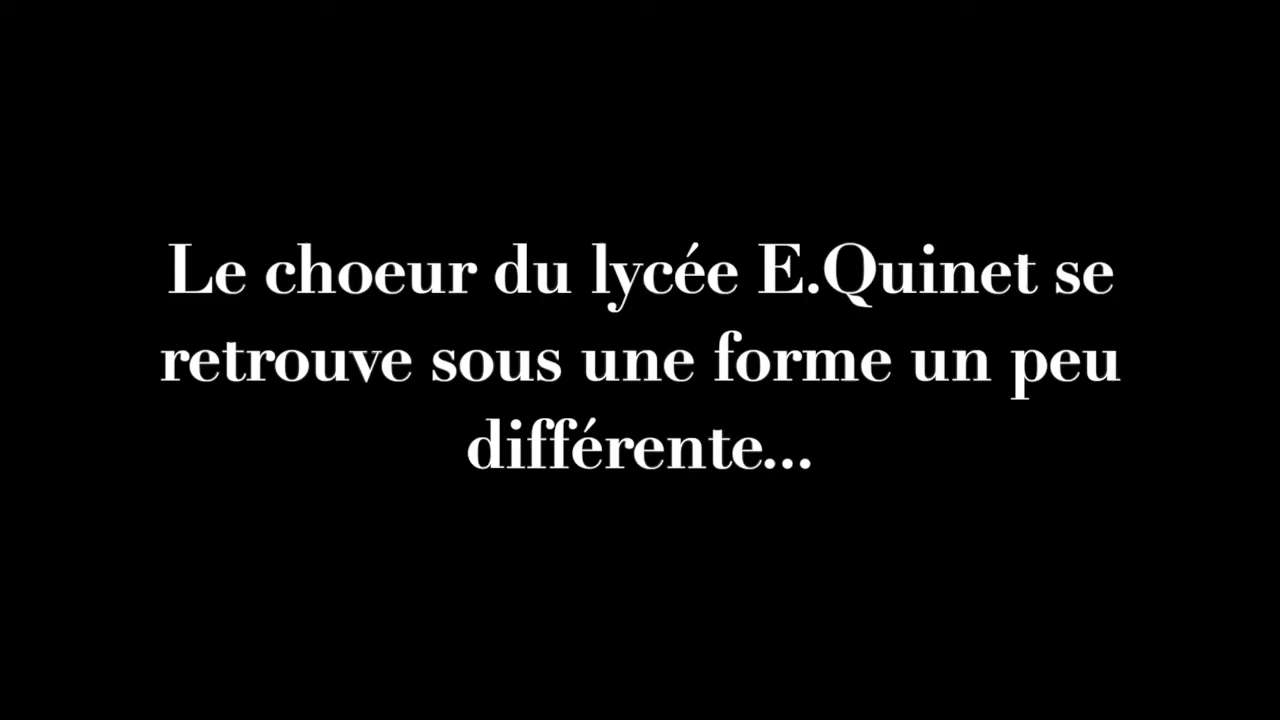 Le choeur du lycée E.Quinet se
retrouve sous une forme un peu
différente...